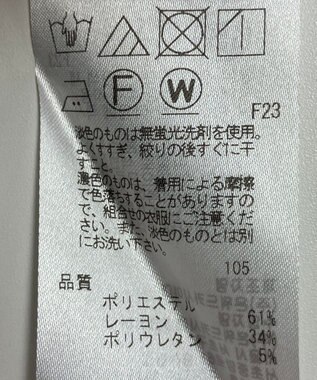 F
W
F23
淡色のものは無蛍光洗剤を使用。
よくすすぎ、絞りの後すぐに干
すこと。
濃色のものは、着用による摩擦
で色落ちすることがありますの
で、組合せの衣服にご注意くださ
い。また、淡色のものとは別
にお洗い下さい。
105
品質
ポリエステル
61%
レーヨン
34%
ポリウレタン
5%